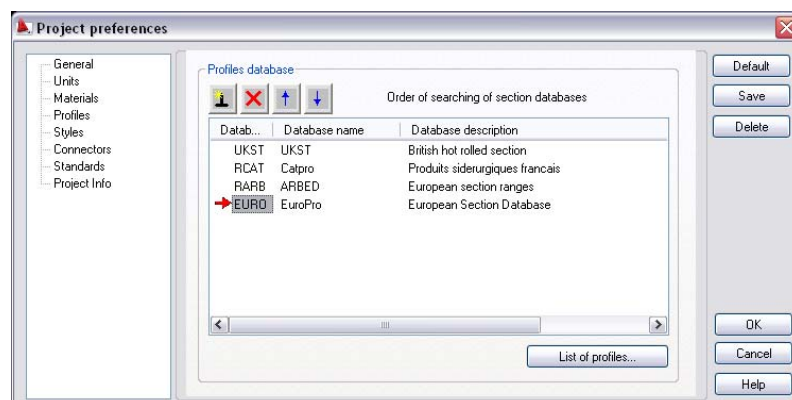 Project preferences
General
Units
Materials
Profiles
Styles
Connectors
Standards
Project Info
Profiles database
Order of searching of section databases
Datab... Database name Database description
UKST UKST British hot rolled section
RCAT Catpro Produits siderurgiques francais
RARB ARBED European section ranges
EURO EuroPro European Section Database
List of profiles...
Default
Save
Delete
OK
Cancel
Help